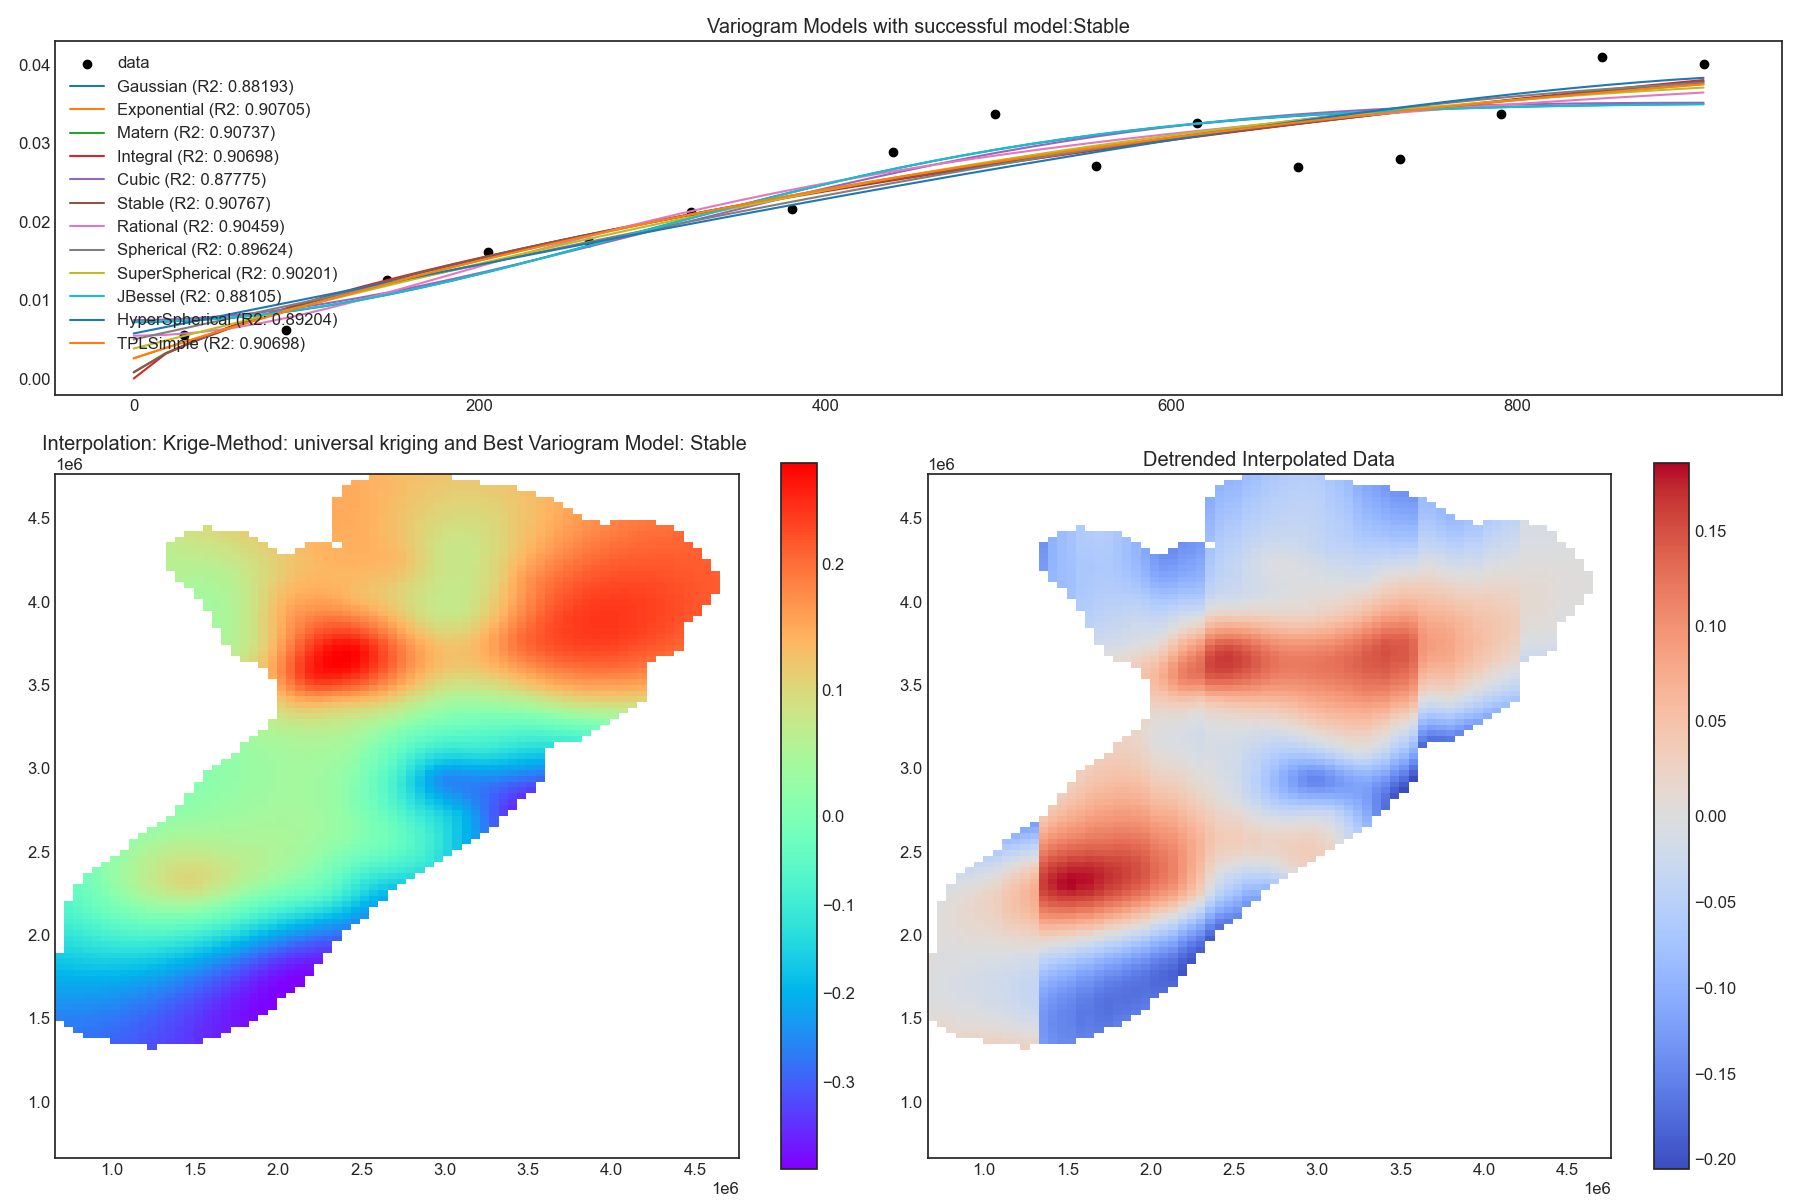 Variogram Models with successful model:Stable
0.04
0.03
0.02
0.01
0.00
data
Gaussian (R2: 0.88193)
Exponential (R2: 0.90705)
Matern (R2: 0.90737)
Integral (R2: 0.90698)
Cubic (R2: 0.87775)
Stable (R2: 0.90767)
Rational (R2: 0.90459)
Spherical (R2: 0.89624)
SuperSpherical (R2: 0.90201)
JBessel (R2: 0.88105)
HyperSpherical (R2: 0.89204)
TPLSimple (R2: 0.90698)
0 200 400 600 800
Interpolation: Krige-Method: universal kriging and Best Variogram Model: Stable
1e6
4.5
4.0
3.5
3.0
2.5
2.0
1.5
1.0
1.0 1.5 2.0 2.5 3.0 3.5 4.0 4.5
1e6
0.2
0.1
0.0
−0.1
−0.2
−0.3
Detrended Interpolated Data
1e6
4.5
4.0
3.5
3.0
2.5
2.0
1.5
1.0
1.0 1.5 2.0 2.5 3.0 3.5 4.0 4.5
1e6
0.15
0.10
0.05
0.00
−0.05
−0.10
−0.15
−0.20